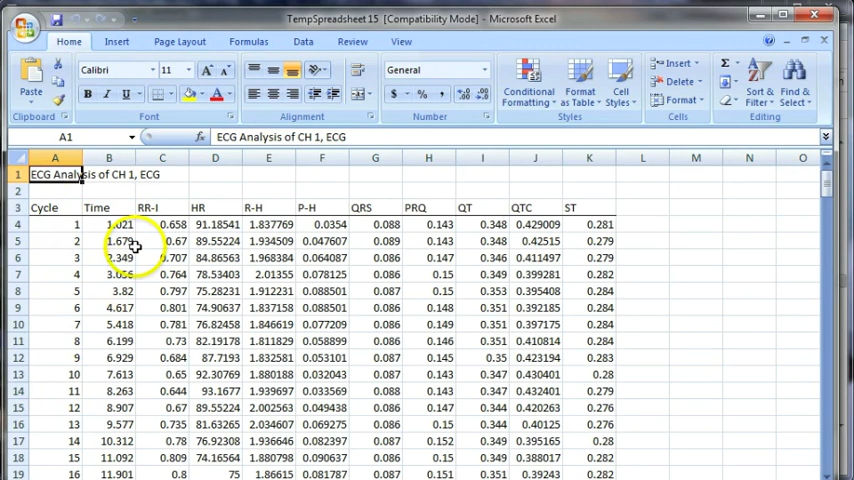 TempSpreadsheet15 [Compatibility Mode] - Microsoft Excel
Home Insert Page Layout Formulas Data Review View
Calibri 11 General Insert Delete Format
Paste B I U Conditional Formatting Format as Table Cell Styles Sort & Filter Find & Select
Clipboard Font Alignment Number Styles Cells Editing
A1 fx ECG Analysis of CH 1, ECG
A B C D E F G H I J K L M N O
1 ECG Analysis of CH 1, ECG
2
3 Cycle Time RR-I HR R-H P-H QRS PRQ QT QTC ST
4 1 1.021 0.658 91.18541 1.837769 0.0354 0.088 0.143 0.348 0.429009 0.281
5 2 1.679 0.67 89.55224 1.934509 0.047607 0.089 0.143 0.348 0.42515 0.279
6 3 2.349 0.707 84.86563 1.968384 0.064087 0.087 0.146 0.346 0.411497 0.279
7 4 3.056 0.764 78.53403 2.01355 0.078125 0.086 0.15 0.349 0.399281 0.282
8 5 3.82 0.797 75.28231 1.912231 0.081505 0.087 0.15 0.353 0.395408 0.284
9 6 4.617 0.801 74.90637 1.837158 0.081501 0.086 0.148 0.351 0.392185 0.284
10 7 5.418 0.781 76.82458 1.846619 0.077209 0.086 0.149 0.351 0.397175 0.284
11 8 6.199 0.73 82.19178 1.811829 0.058899 0.086 0.146 0.351 0.410814 0.284
12 9 6.929 0.684 87.7193 1.832581 0.053101 0.087 0.145 0.35 0.423194 0.283
13 10 7.613 0.65 92.30769 1.880188 0.032043 0.087 0.143 0.347 0.430401 0.28
14 11 8.263 0.644 93.1677 1.939697 0.033569 0.088 0.143 0.347 0.432401 0.279
15 12 8.907 0.67 89.55224 2.002563 0.049438 0.086 0.147 0.344 0.420263 0.276
16 13 9.577 0.735 81.63265 2.034607 0.069275 0.086 0.15 0.344 0.40125 0.276
17 14 10.312 0.78 76.92308 1.936646 0.082397 0.087 0.152 0.349 0.395165 0.28
18 15 11.092 0.809 74.16564 1.880798 0.090637 0.087 0.15 0.349 0.388017 0.282
19 16 11.901 0.8 75 1.86615 0.081787 0.087 0.151 0.351 0.39243 0.282